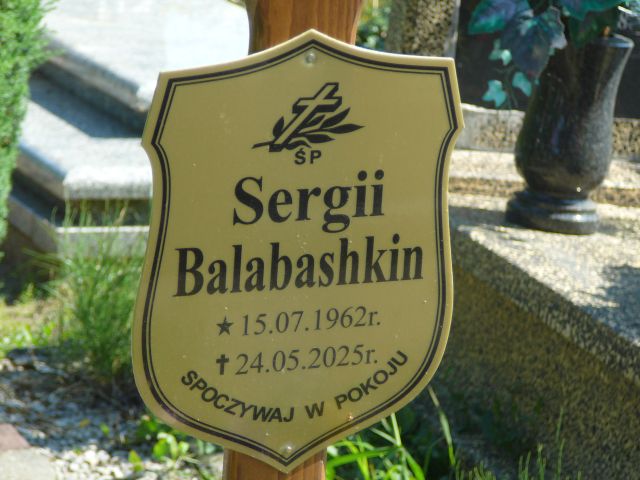 ŚP
Sergii
Balabashkin
★ 15.07.1962r.
✝ 24.05.2025r.
SPOCZYWAJ W POKOJU